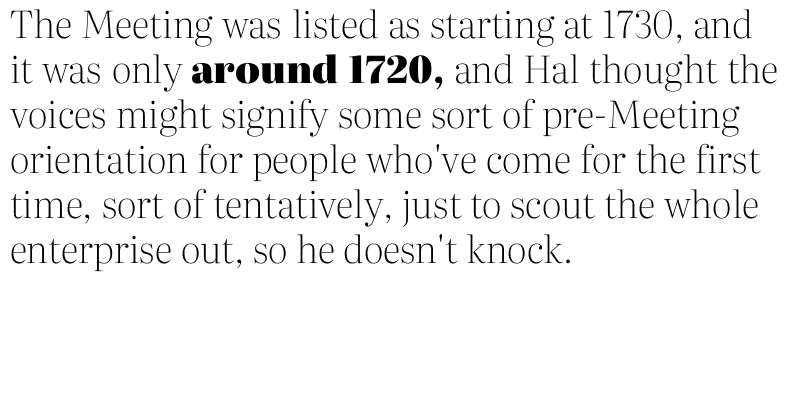 The Meeting was listed as starting at 1730, and
it was only around 1720, and Hal thought the
voices might signify some sort of pre-Meeting
orientation for people who've come for the first
time, sort of tentatively, just to scout the whole
enterprise out, so he doesn't knock.